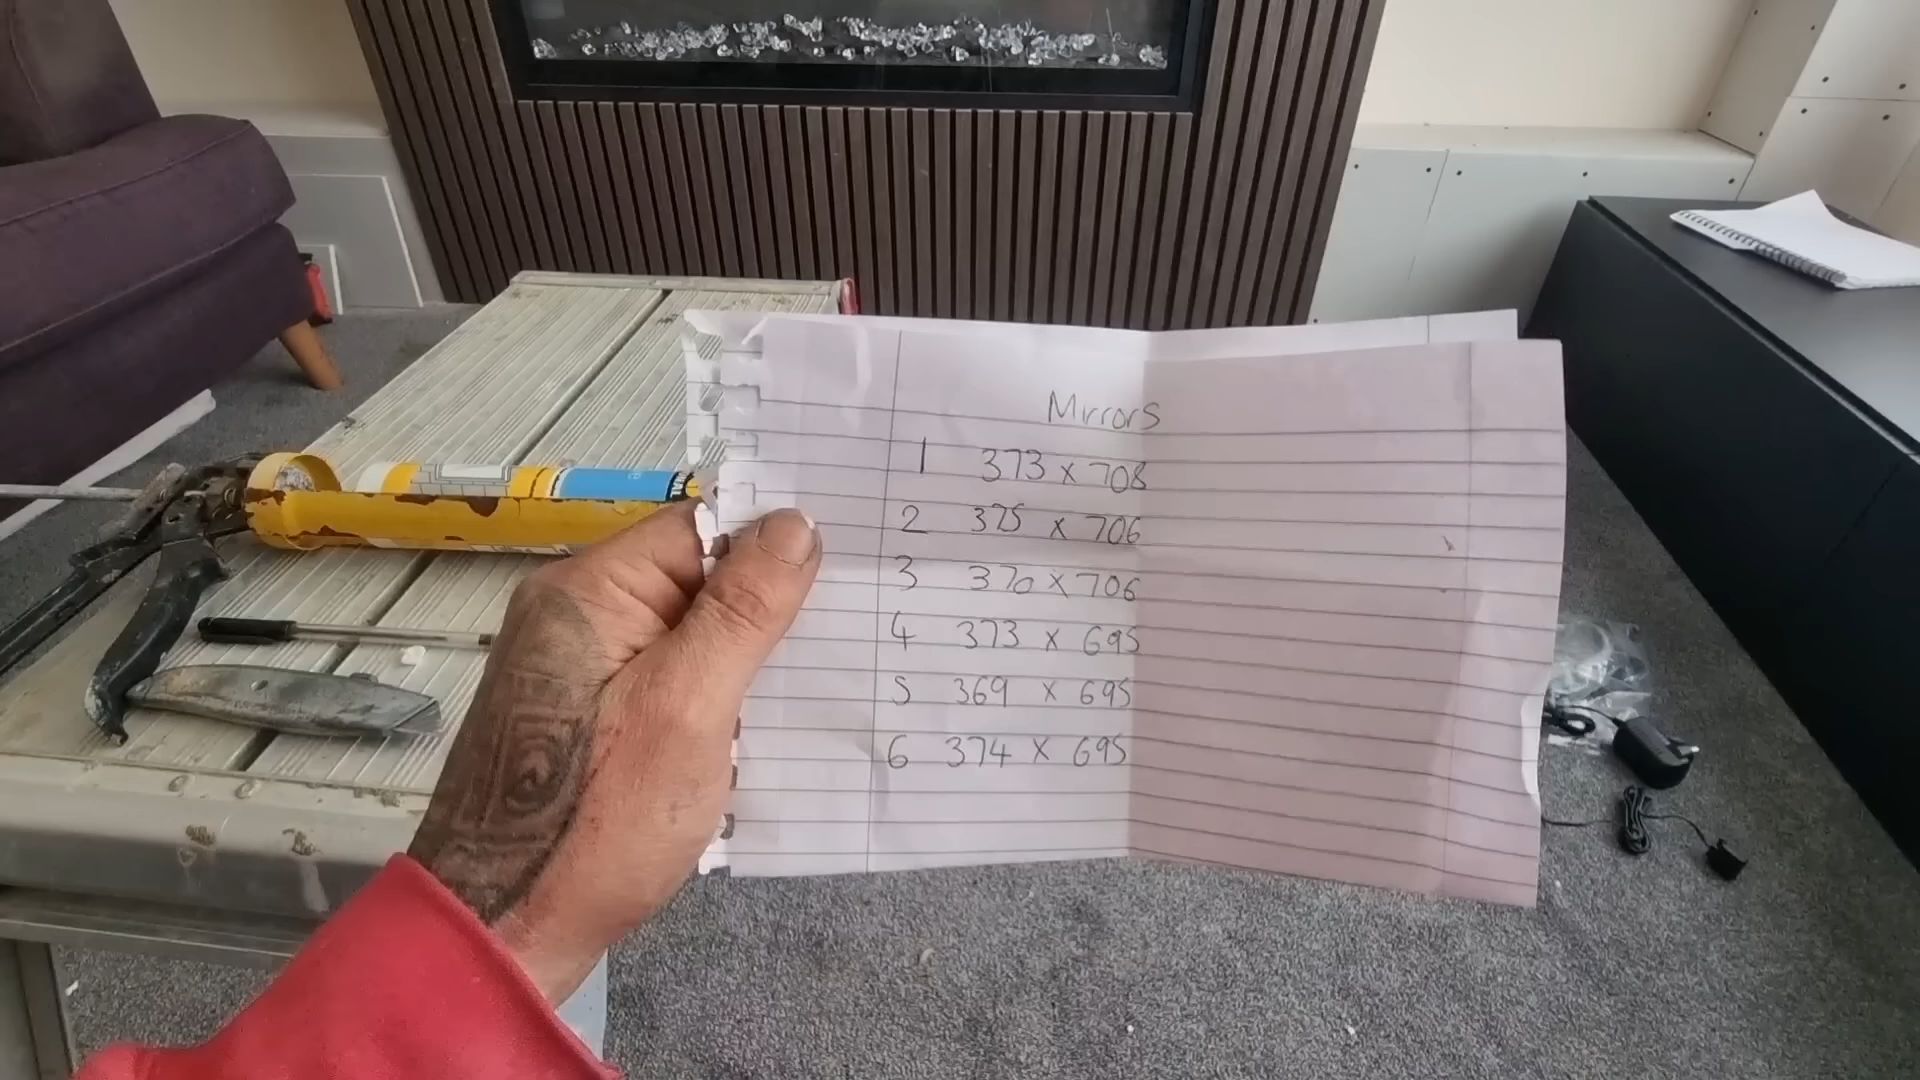 Mirrors
1 373 x 708
2 375 x 706
3 370 x 706
4 373 x 695
5 369 x 695
6 374 x 695